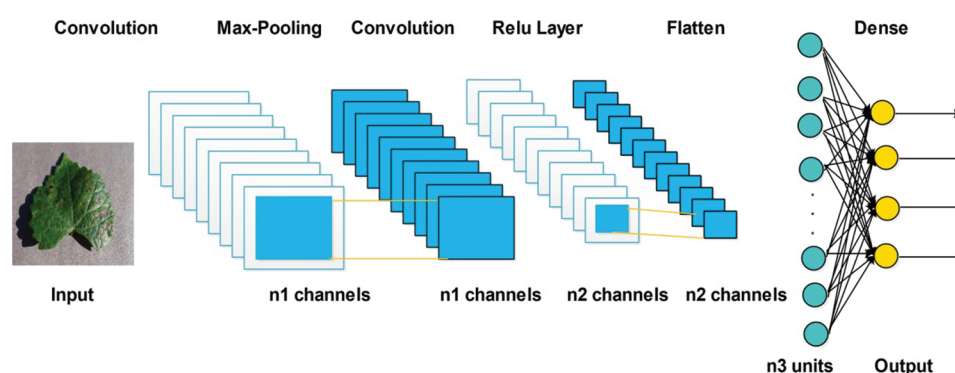 Convolution Max-Pooling Convolution Relu Layer Flatten Dense
Input n1 channels n1 channels n2 channels n2 channels
n3 units Output